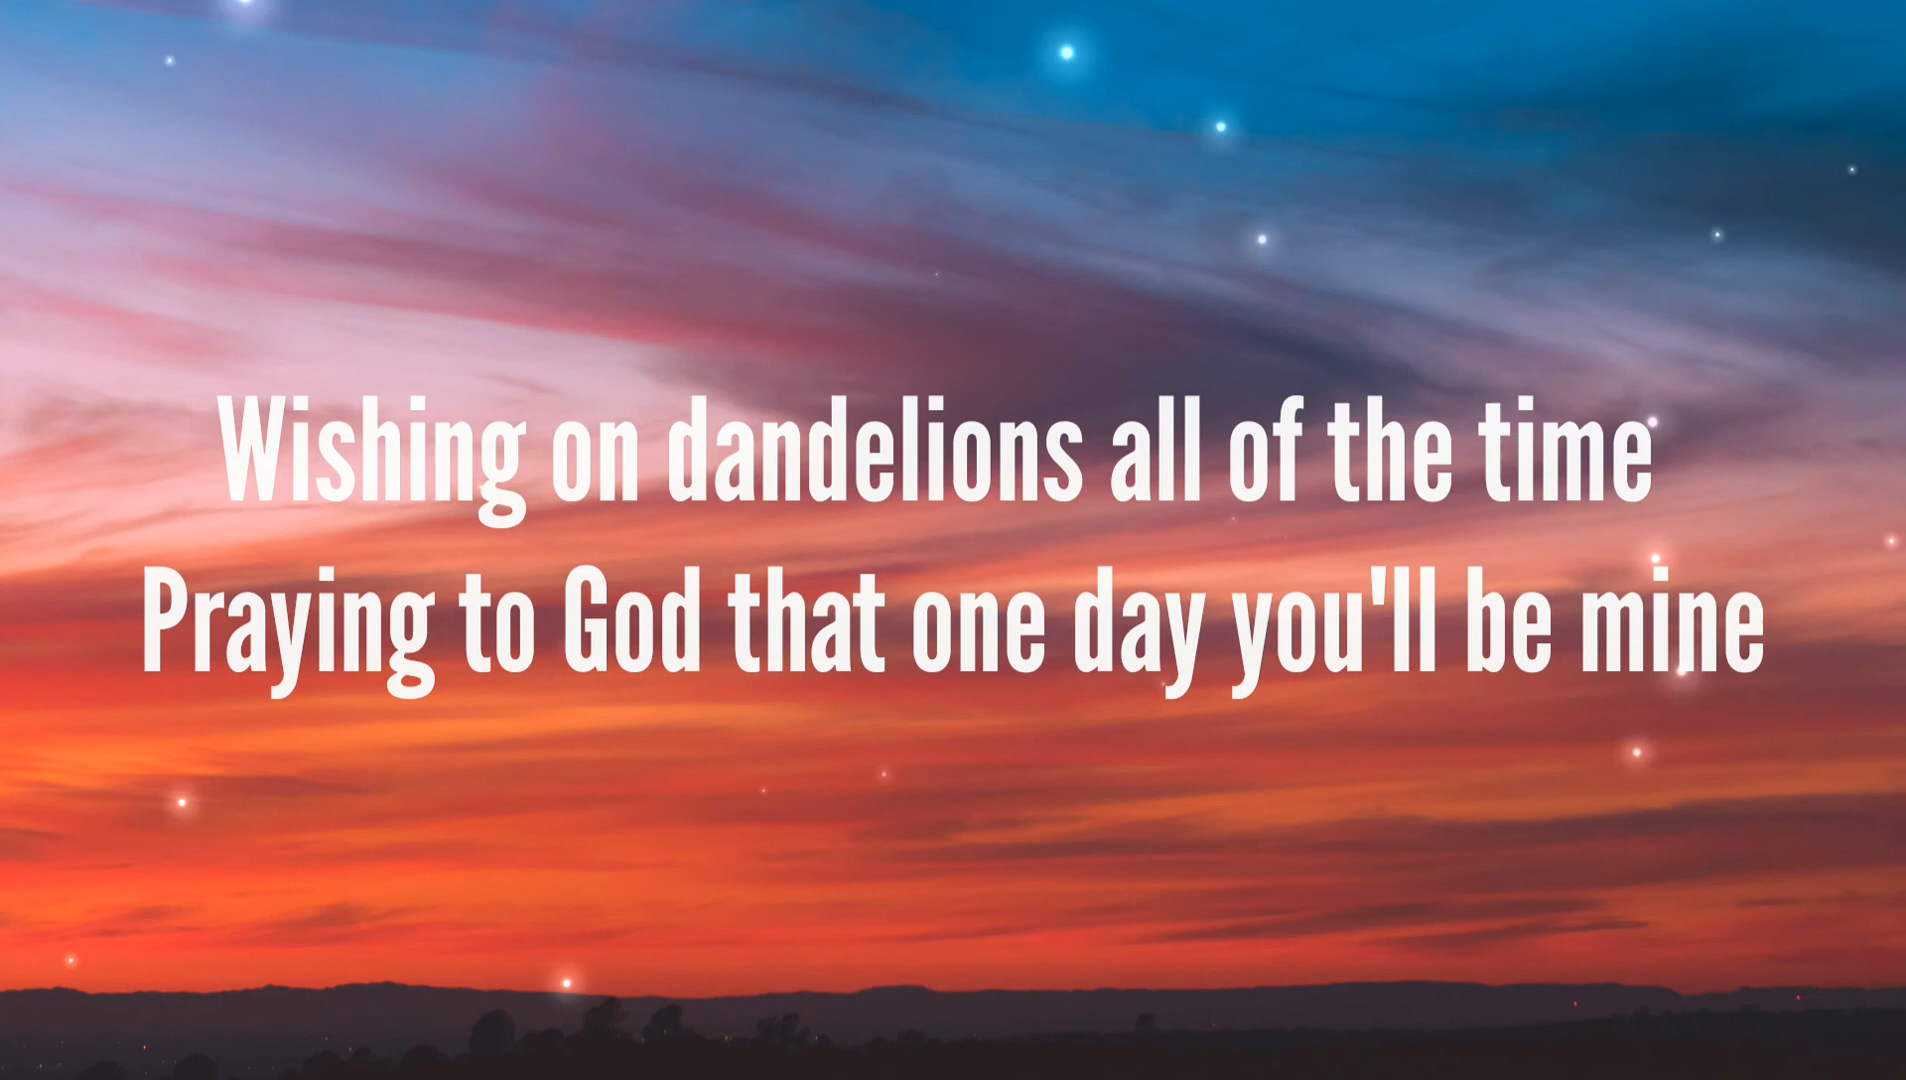 Wishing on dandelions all of the time
Praying to God that one day you'll be mine